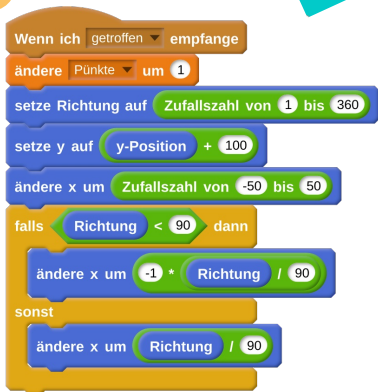 Wenn ich getroffen empfange
ändere Pünkte um 1
setze Richtung auf Zufallszahl von 1 bis 360
setze y auf y-Position + 100
ändere x um Zufallszahl von -50 bis 50
falls Richtung < 90 dann
ändere x um -1 * Richtung / 90
sonst
ändere x um Richtung / 90